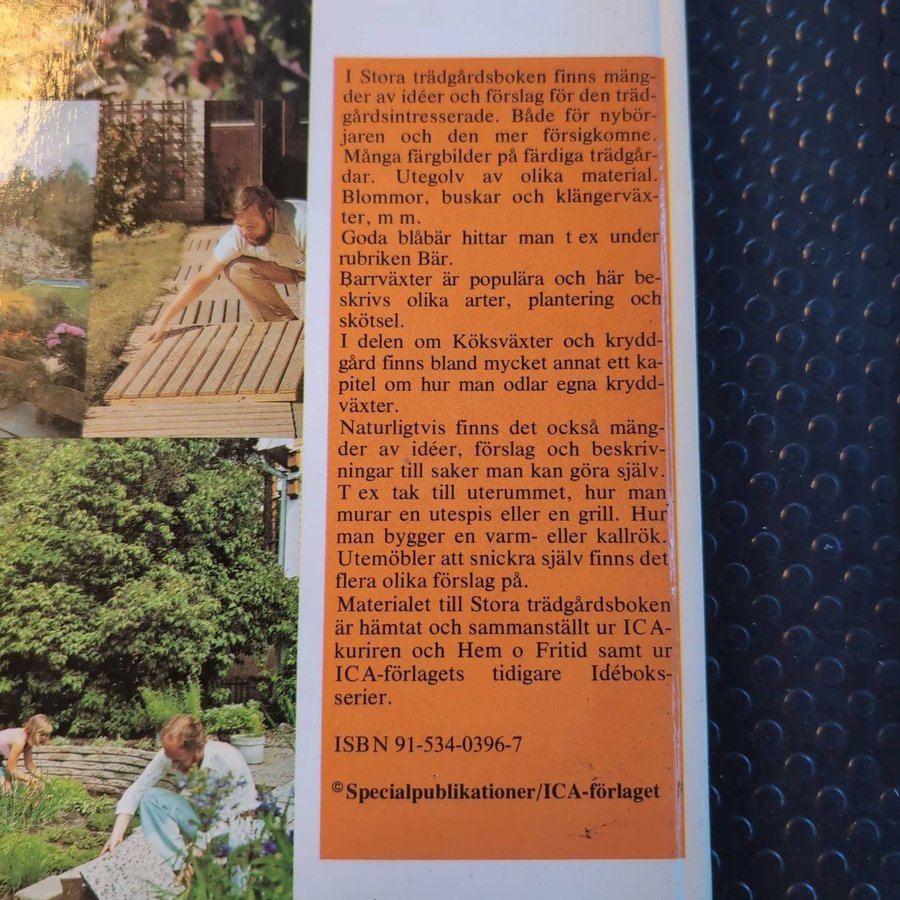 I Stora trädgårdsboken finns mäng-
der av idéer och förslag för den träd-
gårdsintresserade. Både för nybör-
jaren och den mer försigkomne.
Många färgbilder på färdiga trädgår-
dar. Utegolv av olika material.
Blommor, buskar och klängerväx-
ter, m m.
Goda blåbär hittar man t ex under
rubriken Bär.
Barrväxter är populära och här be-
skrivs olika arter, plantering och
skötsel.
I delen om Köksväxter och krydd-
gård finns bland mycket annat ett ka-
pitel om hur man odlar egna krydd-
växter.
Naturligtvis finns det också mäng-
der av idéer, förslag och beskriv-
ningar till saker man kan göra själv.
T ex tak till uterummet, hur man
murar en utespis eller en grill. Hur
man bygger en varm- eller kallrök.
Utemöbler att snickra själv finns det
flera olika förslag på.
Materialet till Stora trädgårdsboken
är hämtat och sammanställt ur ICA-
kuriren och Hem o Fritid samt ur
ICA-förlagets tidigare Idéboks-
serier.
ISBN 91-534-0396-7
©Specialpublikationer/ICA-förlaget